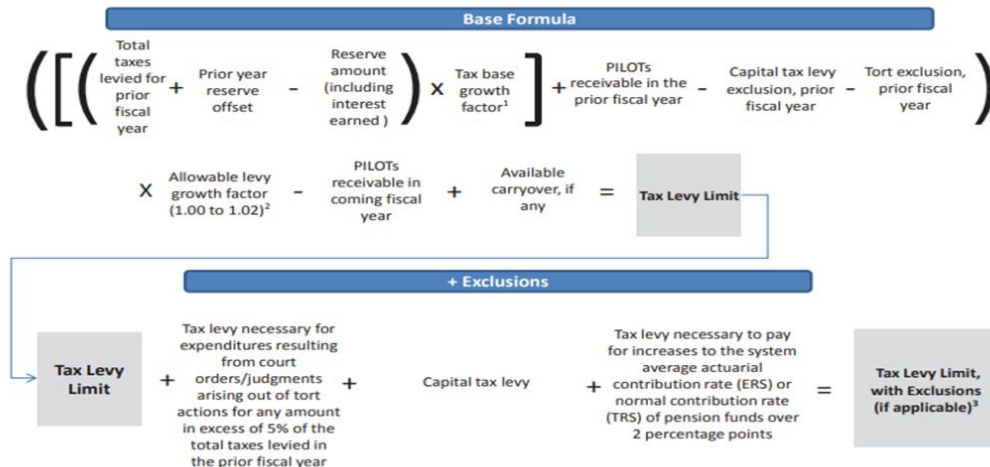 Base Formula
Total
taxes
levied for
prior
fiscal
year
+
Prior year
reserve
offset
-
Reserve
amount
(including
interest
earned )
x
Tax base
growth
factor¹
+
PILOTs
receivable in the
prior fiscal year
-
Capital tax levy
exclusion, prior
fiscal year
-
Tort exclusion,
prior fiscal
year
x
Allowable levy
growth factor
(1.00 to 1.02)²
-
PILOTs
receivable in
coming fiscal
year
+
Available
carryover, if
any
=
Tax Levy Limit
+ Exclusions
Tax Levy
Limit
+
Tax levy necessary for
expenditures resulting
from court
orders/judgments
arising out of tort
actions for any amount
in excess of 5% of the
total taxes levied in
the prior fiscal year
+
Capital tax levy
+
Tax levy necessary to pay
for increases to the system
average actuarial
contribution rate (ERS) or
normal contribution rate
(TRS) of pension funds over
2 percentage points
=
Tax Levy Limit,
with Exclusions
(if applicable)³